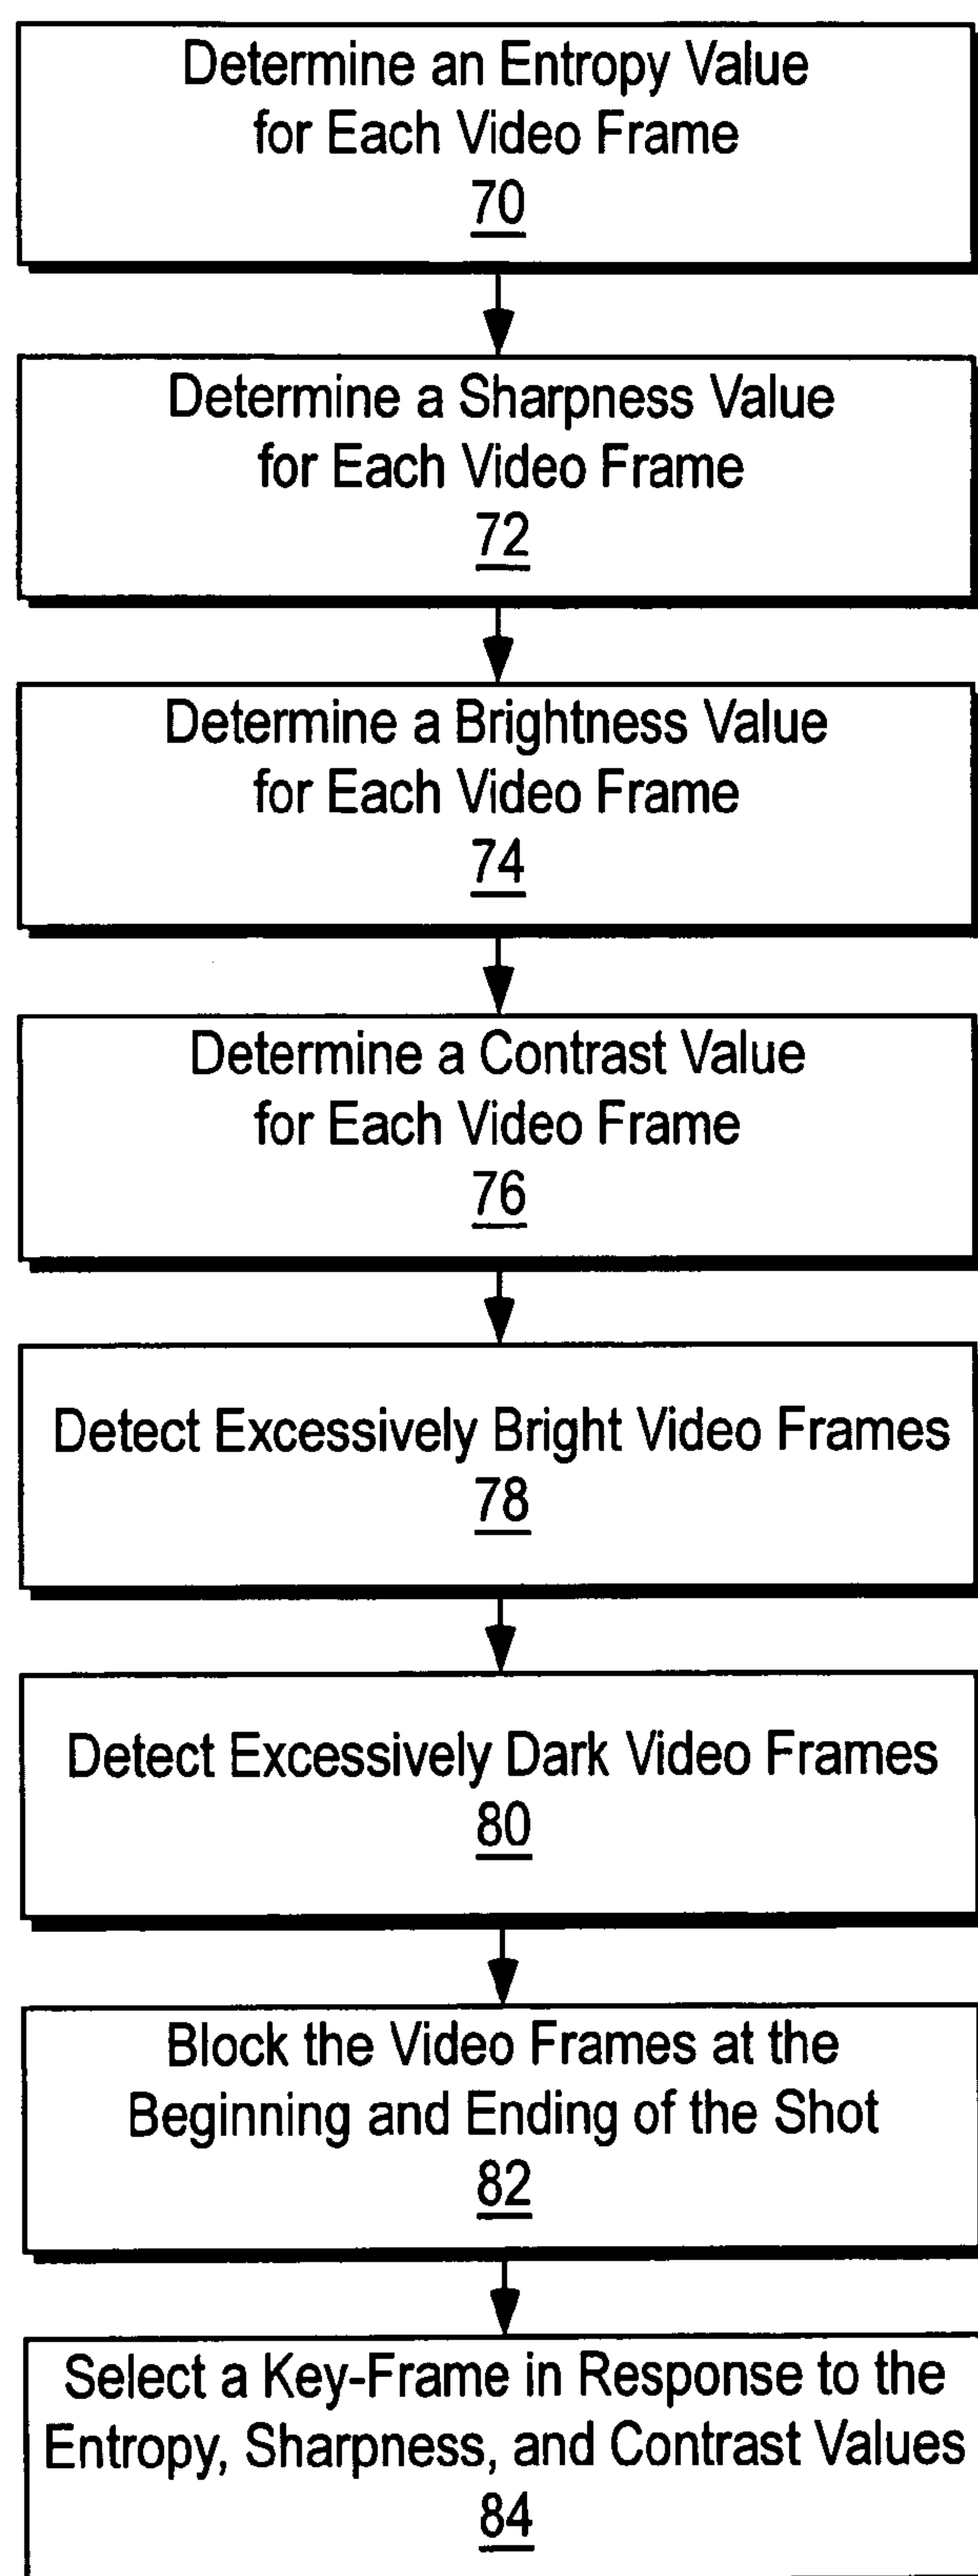 Determine an Entropy Value
for Each Video Frame
70
Determine a Sharpness Value
for Each Video Frame
72
Determine a Brightness Value
for Each Video Frame
74
Determine a Contrast Value
for Each Video Frame
76
Detect Excessively Bright Video Frames
78
Detect Excessively Dark Video Frames
80
Block the Video Frames at the
Beginning and Ending of the Shot
82
Select a Key-Frame in Response to the
Entropy, Sharpness, and Contrast Values
84